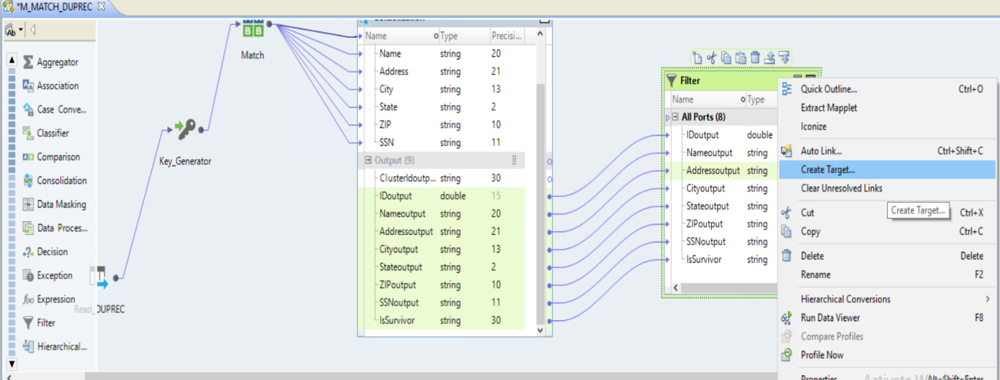 *M_MATCH_DUPREC
Ab
Aggregator
Association
Case Conve...
Classifier
Comparison
Consolidation
Data Masking
Data Proces...
Decision
Exception
Expression
Filter
Hierarchical...
Read_DUPREC
Key_Generator
Match
Name Type Precisi...
Name string 20
Address string 21
City string 13
State string 2
ZIP string 10
SSN string 11
Output (9)
ClusterIdoutp... string 30
IDoutput double 15
Nameoutput string 20
Addressoutput string 21
Cityoutput string 13
Stateoutput string 2
ZIPoutput string 10
SSNoutput string 11
IsSurvivor string 30
Filter
Name Type
All Ports (8)
IDoutput double
Nameoutput string
Addressoutput string
Cityoutput string
Stateoutput string
ZIPoutput string
SSNoutput string
IsSurvivor string
Quick Outline... Ctrl+O
Extract Mapplet
Iconize
Auto Link... Ctrl+Shift+C
Create Target...
Clear Unresolved Links
Create Target...
Cut Ctrl+X
Copy Ctrl+C
Delete Delete
Rename F2
Hierarchical Conversions
Run Data Viewer F8
Compare Profiles
Profile Now
Properties Alt+Shift+Enter
Activate